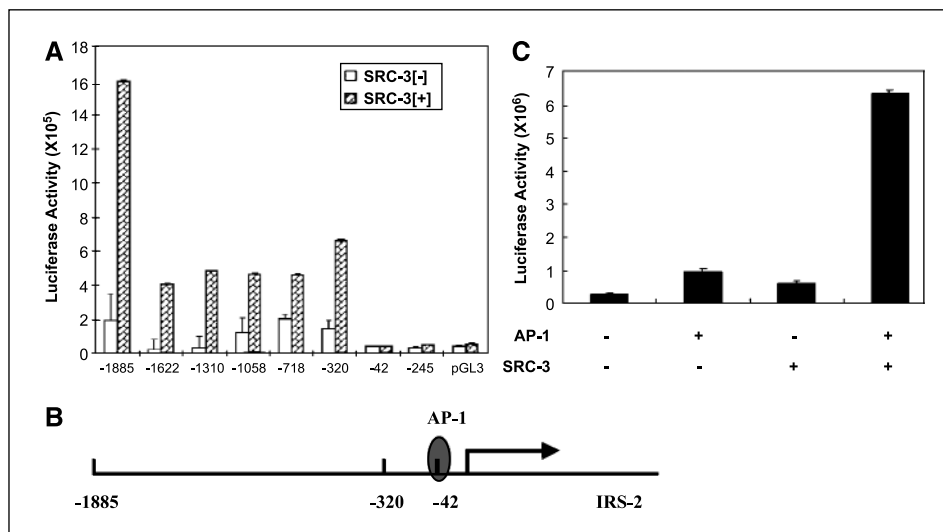 A
Luciferase Activity (X10⁵)
18
16
14
12
10
8
6
4
2
0
SRC-3[-]
SRC-3[+]
-1885 -1622 -1310 -1058 -718 -320 -42 -245 pGL3
C
Luciferase Activity (X10⁶)
7
6
5
4
3
2
1
0
AP-1 - + - +
SRC-3 - - + +
B
AP-1
-1885 -320 -42 IRS-2